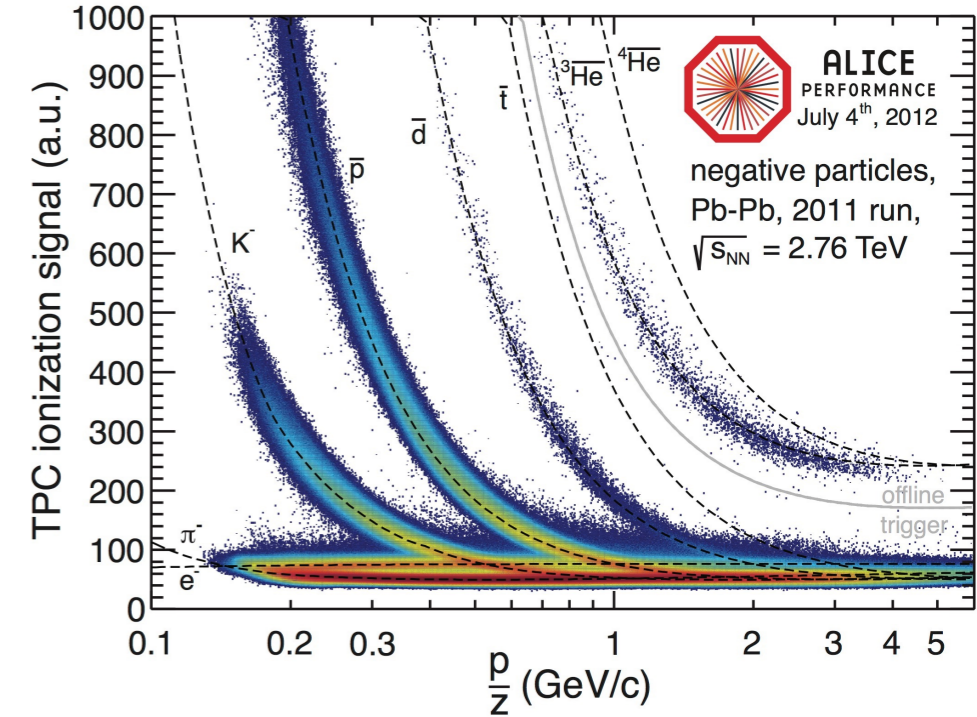 TPC ionization signal (a.u.)
1000
900
800
700
600
500
400
300
200
100
0
K⁻
p̄
d̄
t̄
³H̅e̅
⁴H̅e̅
π⁻
e⁻
ALICE
PERFORMANCE
July 4ᵗʰ, 2012
negative particles,
Pb-Pb, 2011 run,
√sNN = 2.76 TeV
offline
trigger
0.1 0.2 0.3 1 2 3 4 5
p/z (GeV/c)